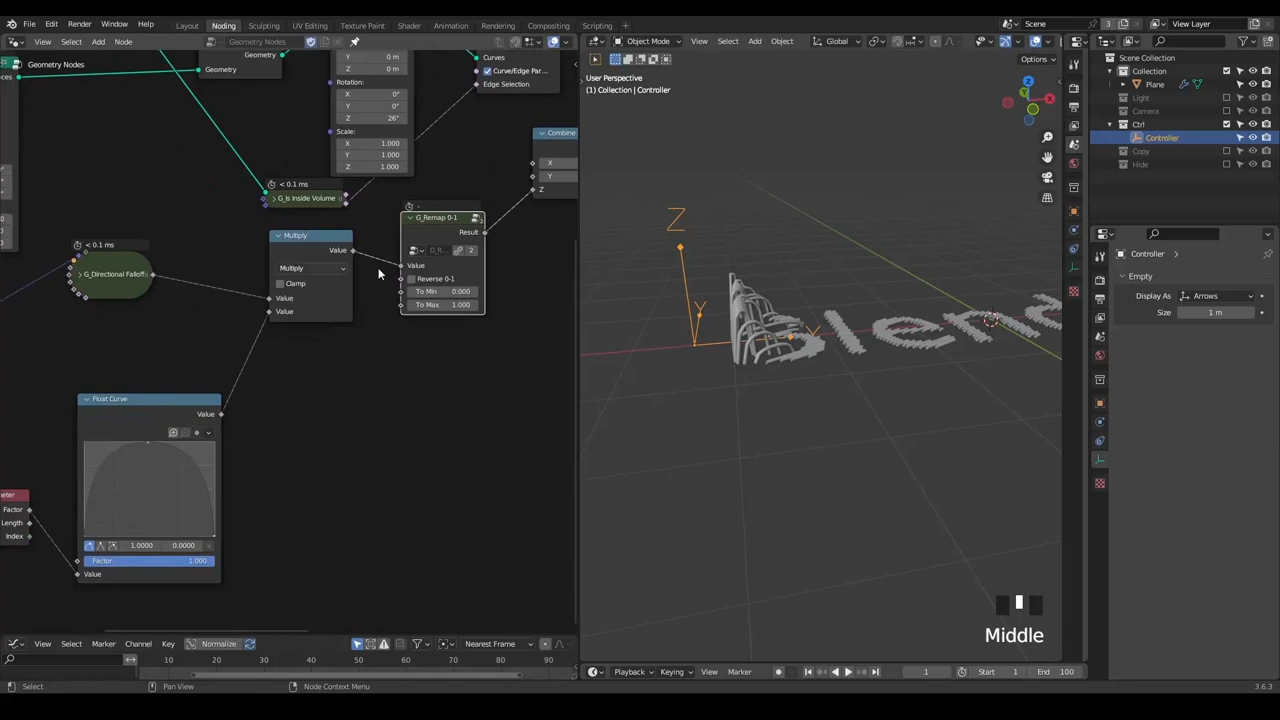 File Edit Render Window Help Layout Noding Sculpting UV Editing Texture Paint Shader Animation Rendering Compositing Scripting Scene 3 View Layer
View Select Add Node Geometry Nodes
Object Mode View Select Add Object Global
Options
Geometry Nodes
Geometry
Geometry
Y 0 m
Z 0 m
Rotation:
X 0°
Y 0°
Z 26°
Scale:
X 1.000
Y 1.000
Z 1.000
Curves
Curve/Edge Par...
Edge Selection
Combine
X
Y
Z
< 0.1 ms
G_Is Inside Volume
< 0.1 ms
G_Directional Falloff
Multiply
Value
Multiply
Clamp
Value
Value
G_Remap 0-1
Result
G_R... 2
Value
Reverse 0-1
To Min 0.000
To Max 1.000
Float Curve
Value
1.0000 0.0000
Factor 1.000
Value
meter
Factor
Length
Index
User Perspective
(1) Collection | Controller
Z
Y
X
Blen
Middle
Scene Collection
Collection
Plane
Light
Camera
Ctrl
Controller
Copy
Hide
Controller
Empty
Display As Arrows
Size 1 m
View Select Marker Channel Key Normalize Nearest Frame
10 20 30 40 50 60 70 80 90
Playback Keying View Marker 1 Start 1 End 100
Select Pan View Node Context Menu 3.6.3